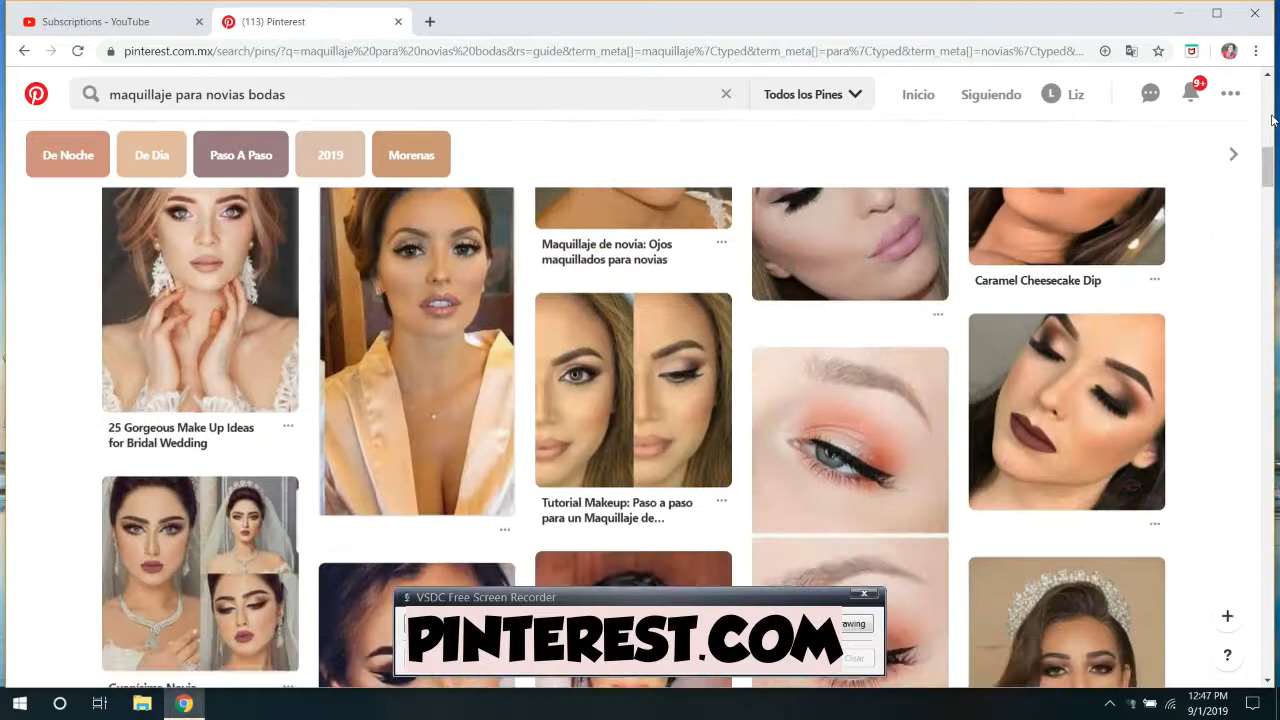 Subscriptions - YouTube
(113) Pinterest
pinterest.com.mx/search/pins/?q=maquillaje%20para%20novias%20bodas&rs=guide&term_meta[]=maquillaje%7Ctyped&term_meta[]=para%7Ctyped&term_meta[]=novias%7Ctyped&...
maquillaje para novias bodas
Todos los Pines
Inicio
Siguiendo
L
Liz
9+
De Noche
De Dia
Paso A Paso
2019
Morenas
Maquillaje de novia: Ojos
maquillados para novias
Caramel Cheesecake Dip
25 Gorgeous Make Up Ideas
for Bridal Wedding
Tutorial Makeup: Paso a paso
para un Maquillaje de...
VSDC Free Screen Recorder
PINTEREST.COM
awing
Clear
+
?
12:47 PM
9/1/2019